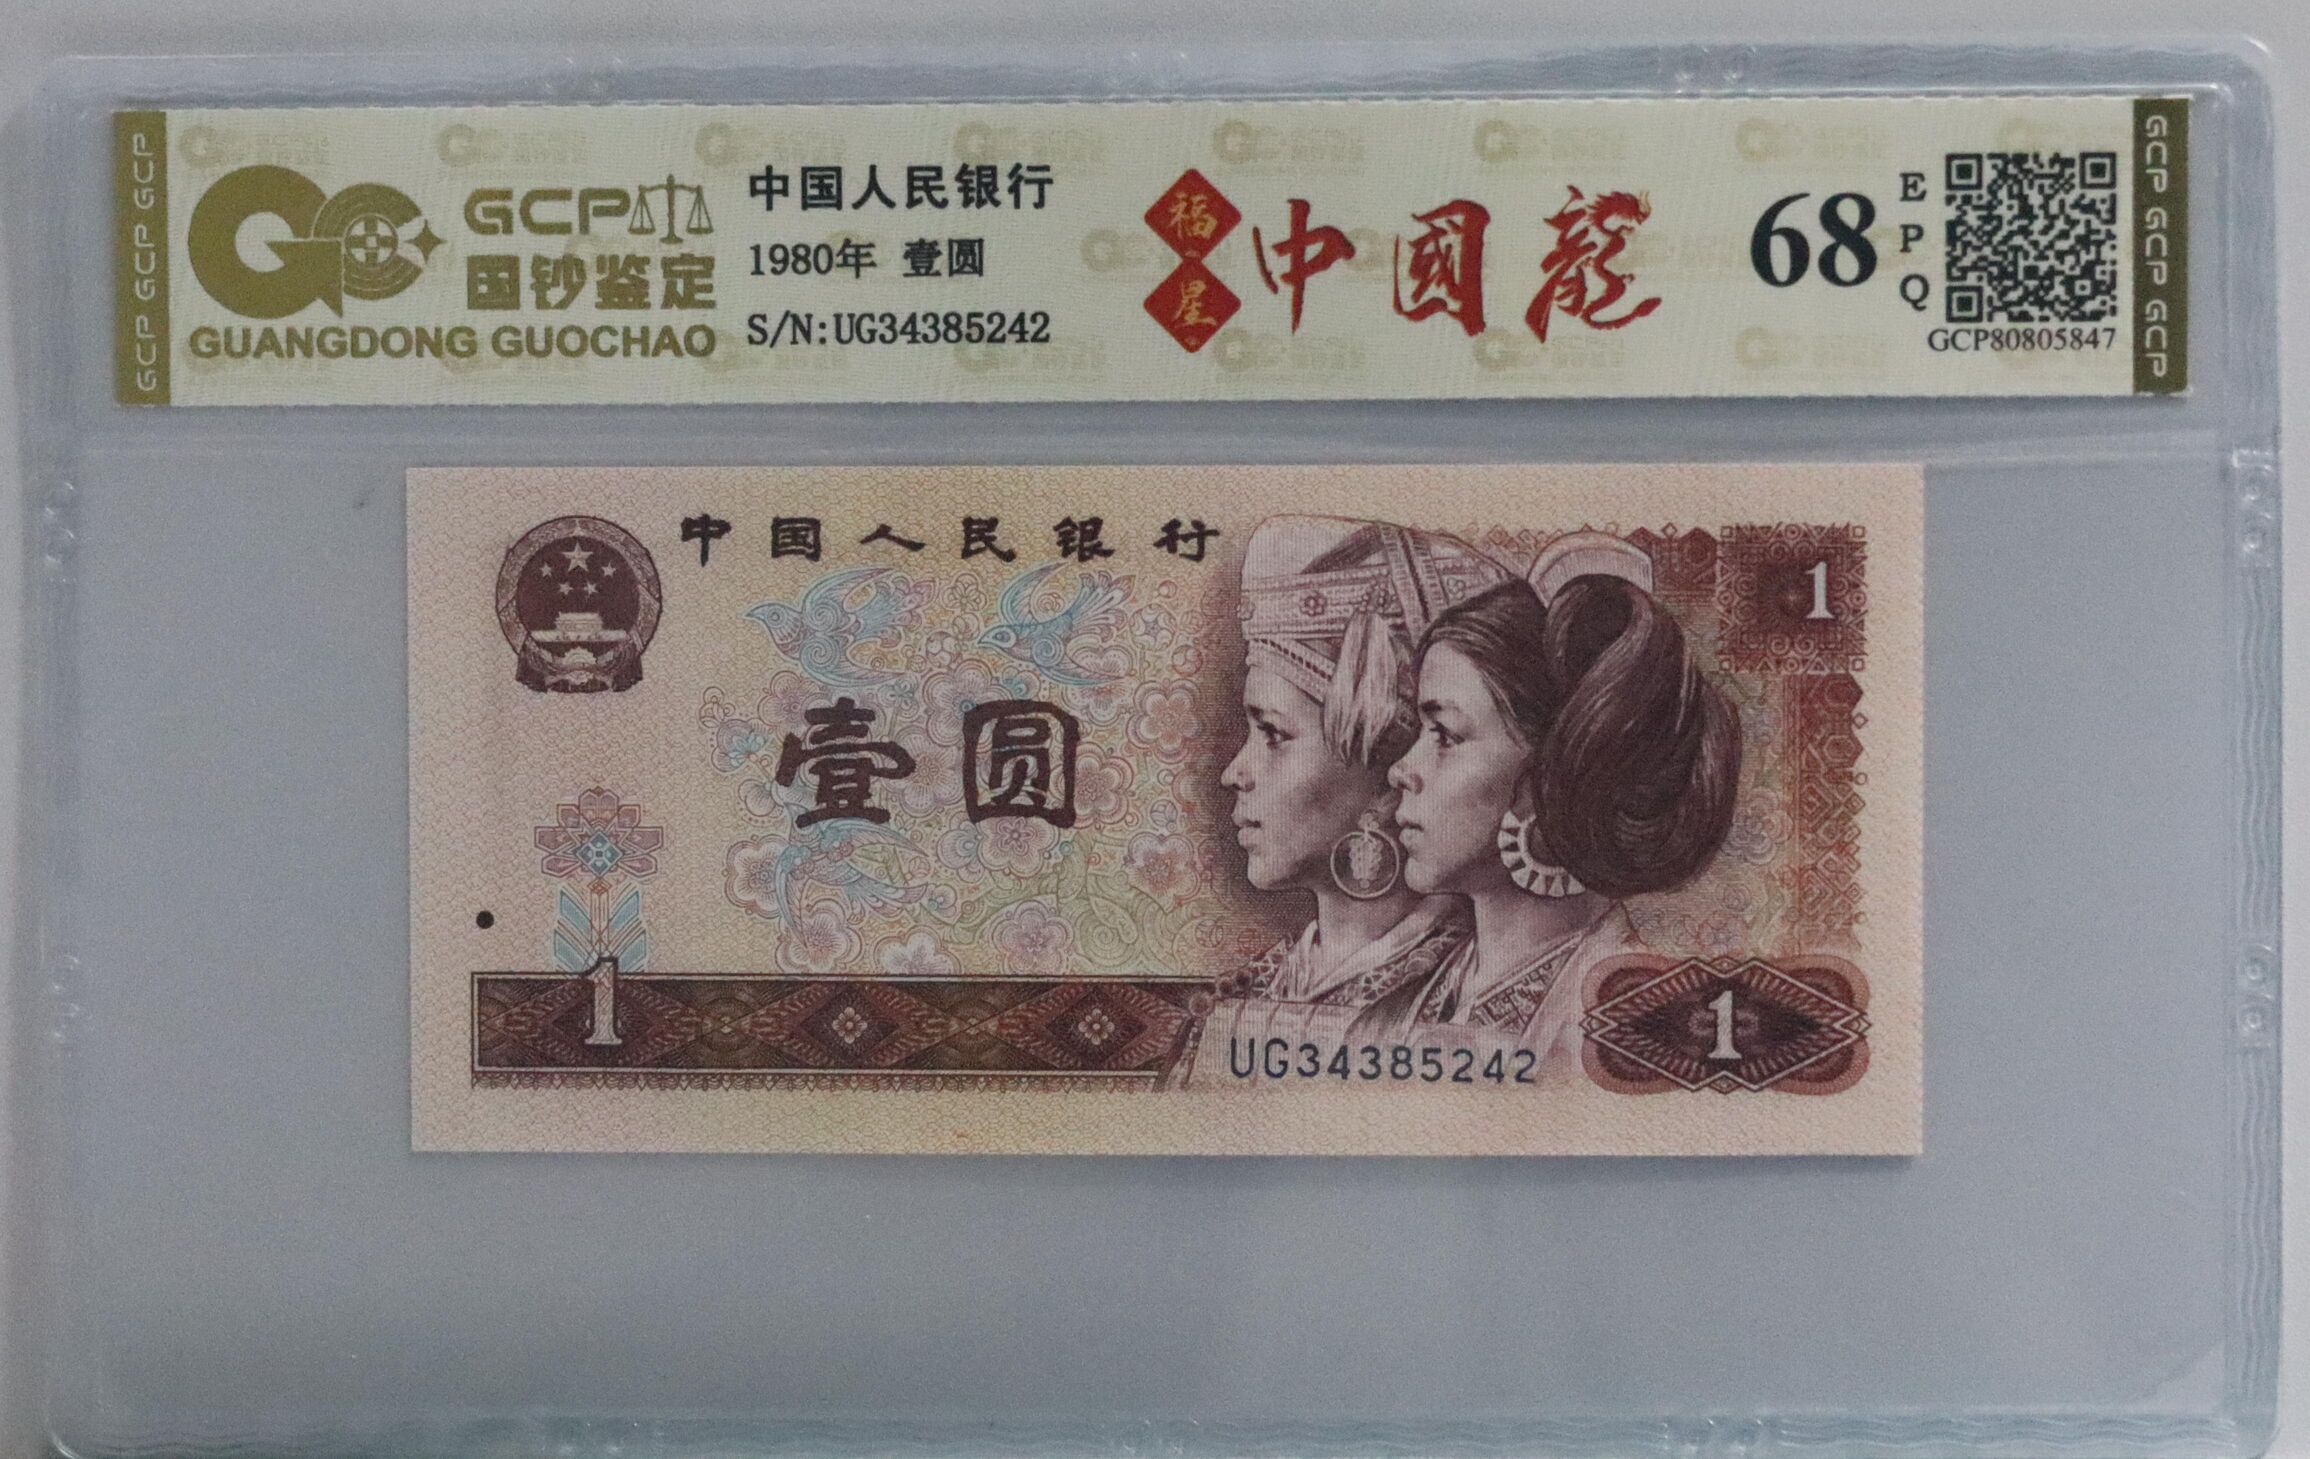 GCP GCP GCP
GCP
国钞鉴定
GUANGDONG GUOCHAO
中国人民银行
1980年 壹圆
S/N:UG34385242
福星
中國龍
68
EPQ
GCP80805847
GCP GCP GCP
中国人民银行
1
壹圆
1
UG34385242
1